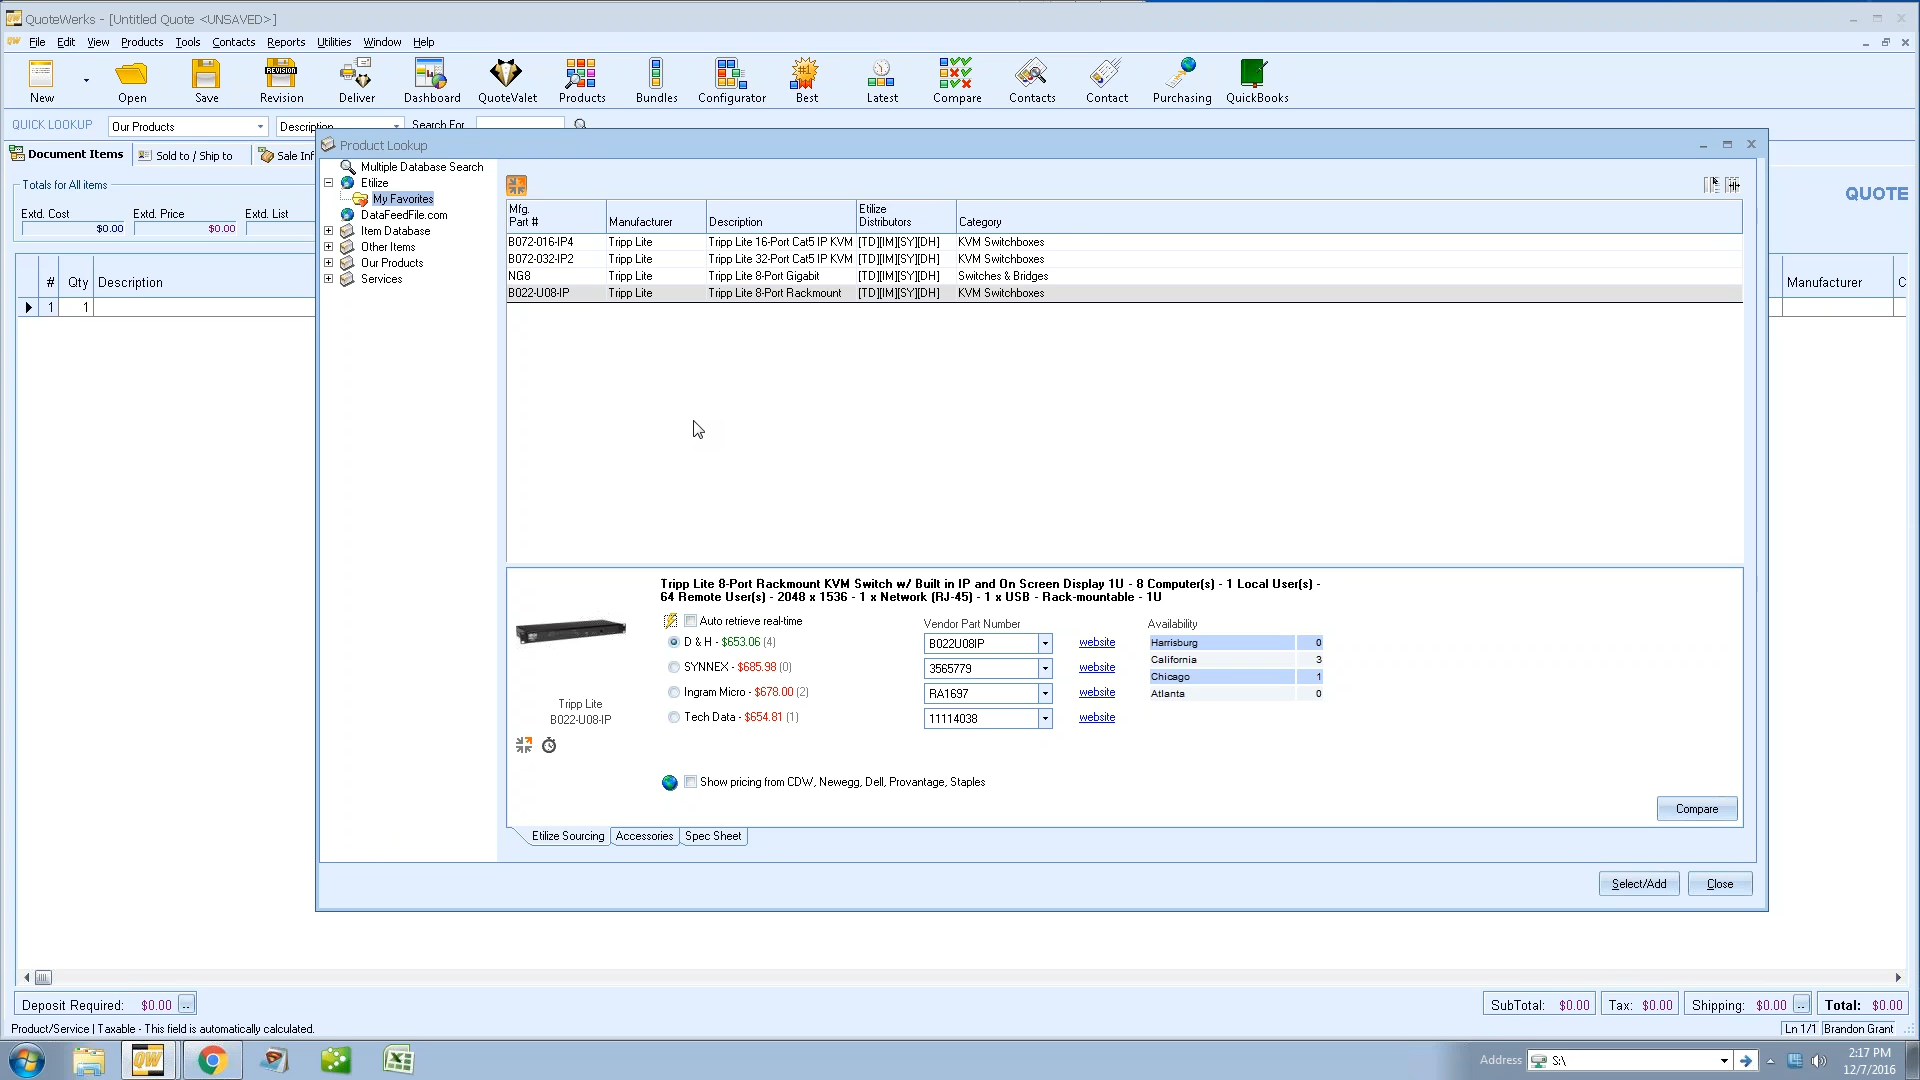 QuoteWerks - [Untitled Quote <UNSAVED>]
File Edit View Products Tools Contacts Reports Utilities Window Help
New Open Save Revision Deliver Dashboard QuoteValet Products Bundles Configurator Best Latest Compare Contacts Contact Purchasing QuickBooks
QUICK LOOKUP Our Products Description Search For
Product Lookup
Document Items Sold to / Ship to Sale Inf
Totals for All items
Extd. Cost Extd. Price Extd. List
$0.00 $0.00
QUOTE
# Qty Description Manufacturer C
1 1
Multiple Database Search
Etilize
My Favorites
DataFeedFile.com
Item Database
Other Items
Our Products
Services
Mfg. Part # Manufacturer Description Etilize Distributors Category
B072-016-IP4 Tripp Lite Tripp Lite 16-Port Cat5 IP KVM [TD][IM][SY][DH] KVM Switchboxes
B072-032-IP2 Tripp Lite Tripp Lite 32-Port Cat5 IP KVM [TD][IM][SY][DH] KVM Switchboxes
NG8 Tripp Lite Tripp Lite 8-Port Gigabit [TD][IM][SY][DH] Switches & Bridges
B022-U08-IP Tripp Lite Tripp Lite 8-Port Rackmount [TD][IM][SY][DH] KVM Switchboxes
Tripp Lite 8-Port Rackmount KVM Switch w/ Built in IP and On Screen Display 1U - 8 Computer(s) - 1 Local User(s) -
64 Remote User(s) - 2048 x 1536 - 1 x Network (RJ-45) - 1 x USB - Rack-mountable - 1U
Auto retrieve real-time Vendor Part Number Availability
D & H - $653.06 (4) B022U08IP website Harrisburg 0
California 3
SYNNEX - $685.98 (0) 3565779 website Chicago 1
Ingram Micro - $678.00 (2) RA1697 website Atlanta 0
Tech Data - $654.81 (1) 11114038 website
Tripp Lite
B022-U08-IP
Show pricing from CDW, Newegg, Dell, Provantage, Staples
Compare
Etilize Sourcing Accessories Spec Sheet
Select/Add Close
Deposit Required: $0.00 ... SubTotal: $0.00 Tax: $0.00 Shipping: $0.00 ... Total: $0.00
Product/Service | Taxable - This field is automatically calculated. Ln 1/1 Brandon Grant
QW Address S:\ 2:17 PM
12/7/2016